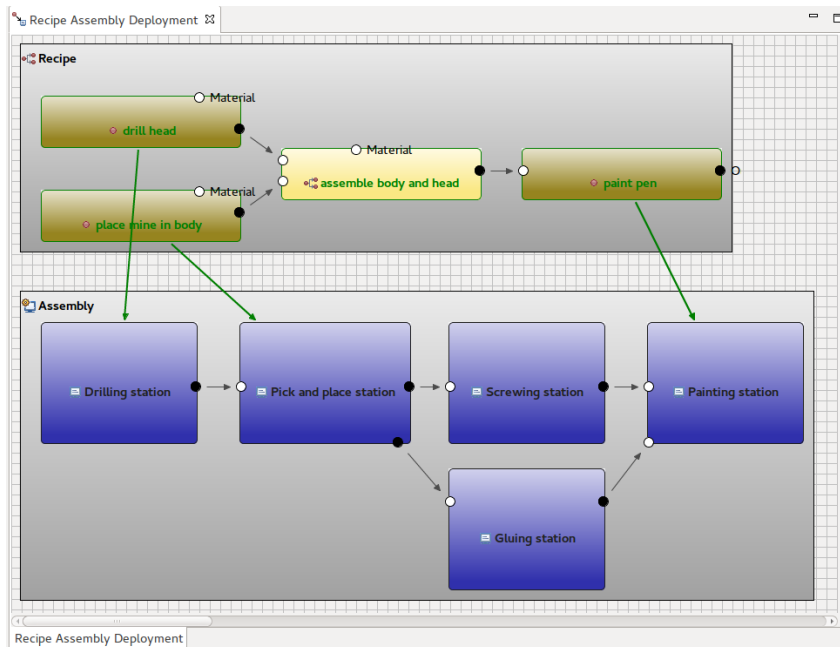 Recipe Assembly Deployment
Recipe
Material
drill head
Material
assemble body and head
paint pen
Material
place mine in body
Assembly
Drilling station
Pick and place station
Screwing station
Painting station
Gluing station
Recipe Assembly Deployment